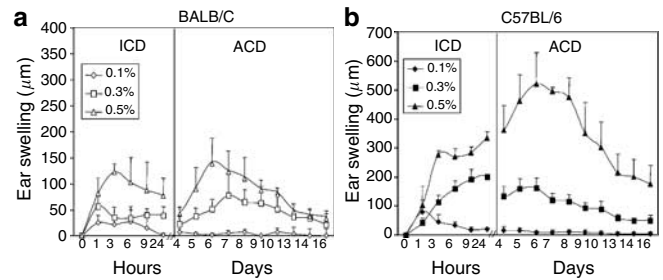 a BALB/C
ICD ACD
0.1%
0.3%
0.5%
Ear swelling (µm)
400
350
300
250
200
150
100
50
0
0 1 3 6 9 24 4 5 6 7 8 9 11 13 14 16
Hours Days
b C57BL/6
ICD ACD
0.1%
0.3%
0.5%
Ear swelling (µm)
700
600
500
400
300
200
100
0
0 1 3 6 9 24 4 5 6 7 8 9 11 13 14 16
Hours Days